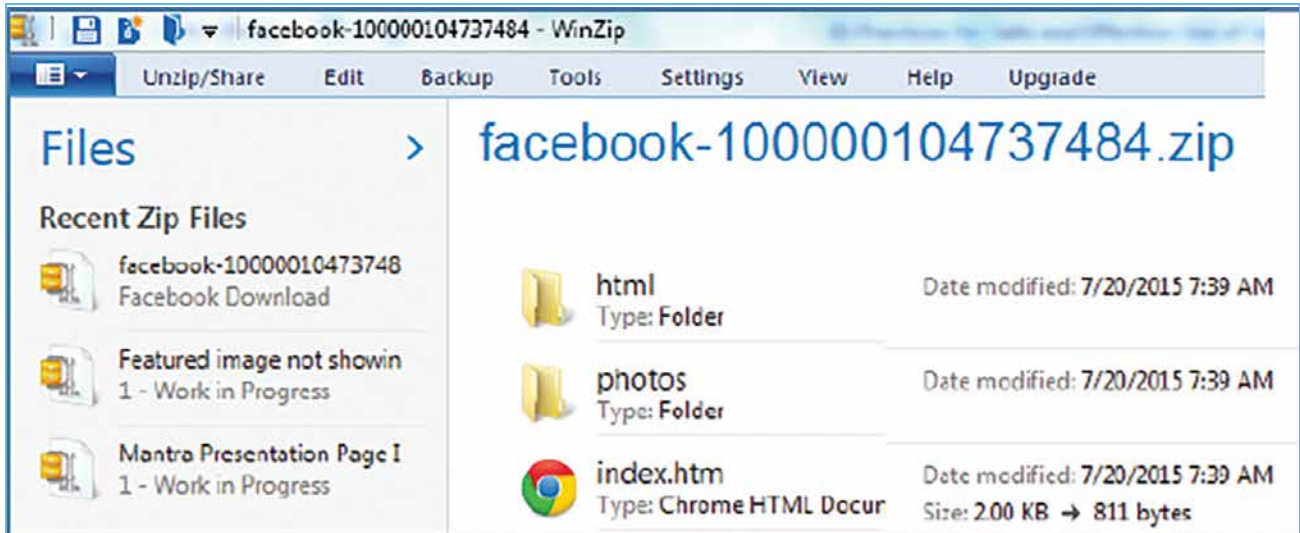 facebook-100000104737484 - WinZip
Unzip/Share Edit Backup Tools Settings View Help Upgrade
Files
Recent Zip Files
facebook-10000010473748
Facebook Download
Featured image not showin
1 - Work in Progress
Mantra Presentation Page I
1 - Work in Progress
facebook-100000104737484.zip
html
Type: Folder
Date modified: 7/20/2015 7:39 AM
photos
Type: Folder
Date modified: 7/20/2015 7:39 AM
index.htm
Type: Chrome HTML Docur
Date modified: 7/20/2015 7:39 AM
Size: 2.00 KB → 811 bytes